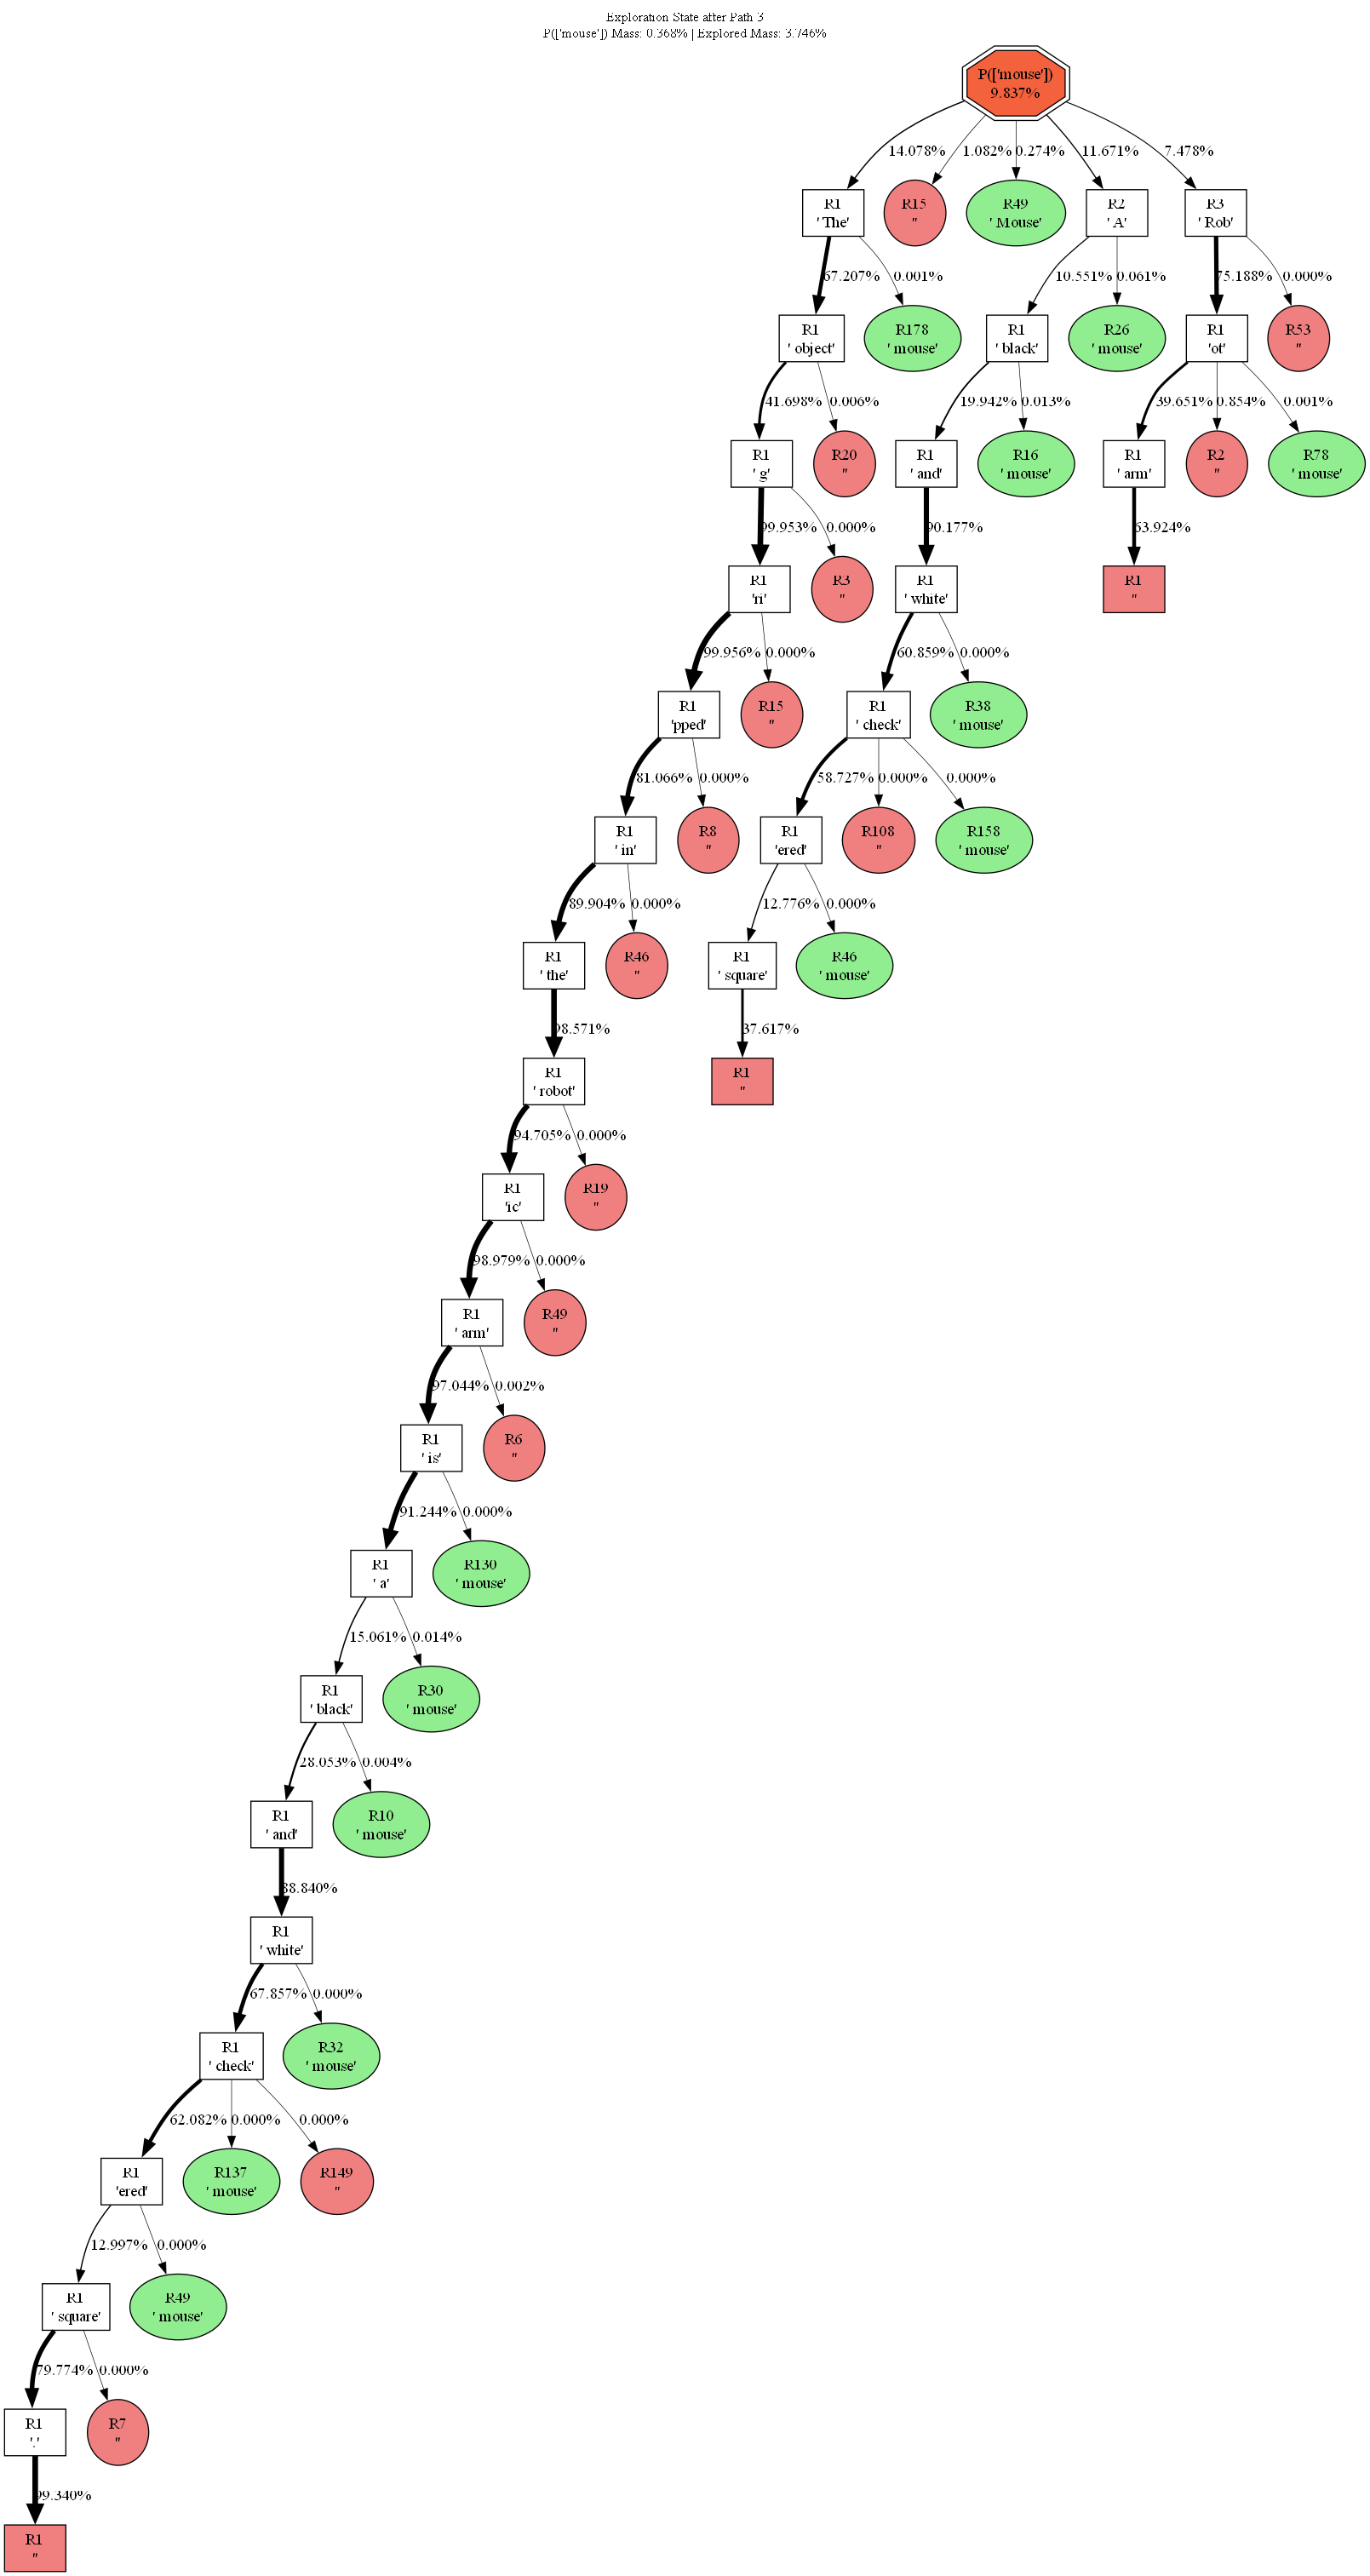 Exploration State after Path 3
P(['mouse']) Mass: 0.368% | Explored Mass: 3.746%
P(['mouse'])
9.837%
14.078% 1.082% 0.274% 11.671% 7.478%
R1 R15 R49 R2 R3
' The' '' ' Mouse' ' A' ' Rob'
67.207% 0.001% 10.551% 0.061% 75.188% 0.000%
R1 R178 R1 R26 R1 R53
' object' ' mouse' ' black' ' mouse' 'ot' ''
41.698% 0.006% 19.942% 0.013% 39.651% 0.854% 0.001%
R1 R20 R1 R16 R1 R2 R78
' g' '' ' and' ' mouse' ' arm' '' ' mouse'
99.953% 0.000% 90.177% 63.924%
R1 R3 R1 R1
'ri' '' ' white' ''
99.956% 0.000% 60.859% 0.000%
R1 R15 R1 R38
'pped' '' ' check' ' mouse'
81.066% 0.000% 58.727% 0.000% 0.000%
R1 R8 R1 R108 R158
' in' '' 'ered' '' ' mouse'
89.904% 0.000% 12.776% 0.000%
R1 R46 R1 R46
' the' '' ' square' ' mouse'
98.571% 37.617%
R1 R1
' robot' ''
94.705% 0.000%
R1 R19
'ic' ''
98.979% 0.000%
R1 R49
' arm' ''
97.044% 0.002%
R1 R6
' is' ''
91.244% 0.000%
R1 R130
' a' ' mouse'
15.061% 0.014%
R1 R30
' black' ' mouse'
28.053% 0.004%
R1 R10
' and' ' mouse'
88.840%
R1
' white'
67.857% 0.000%
R1 R32
' check' ' mouse'
62.082% 0.000% 0.000%
R1 R137 R149
'ered' ' mouse' ''
12.997% 0.000%
R1 R49
' square' ' mouse'
79.774% 0.000%
R1 R7
'.' ''
99.340%
R1
''